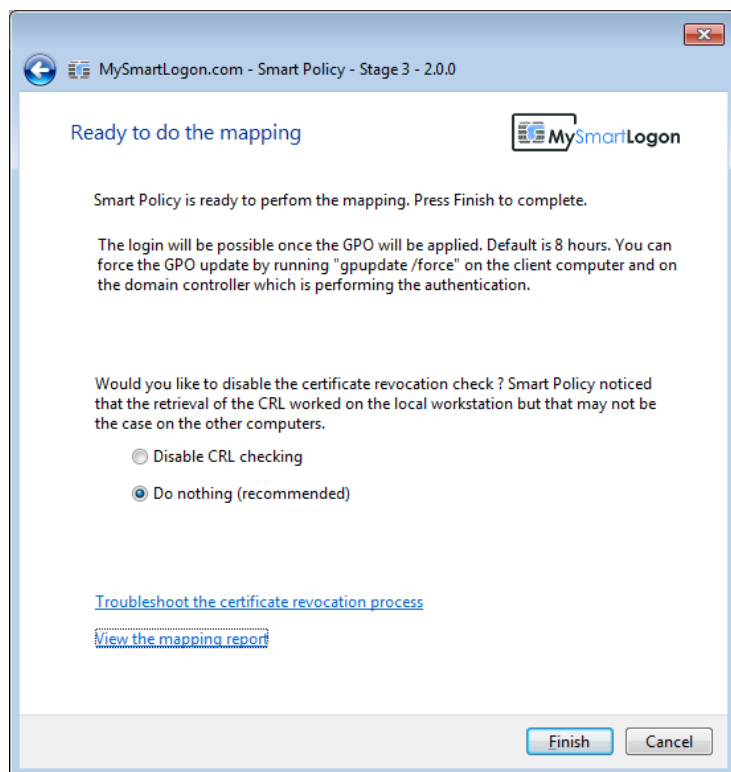 MySmartLogon.com - Smart Policy - Stage 3 - 2.0.0
Ready to do the mapping
MySmartLogon
Smart Policy is ready to perfom the mapping. Press Finish to complete.
The login will be possible once the GPO will be applied. Default is 8 hours. You can
force the GPO update by running "gpupdate /force" on the client computer and on
the domain controller which is performing the authentication.
Would you like to disable the certificate revocation check ? Smart Policy noticed
that the retrieval of the CRL worked on the local workstation but that may not be
the case on the other computers.
Disable CRL checking
Do nothing (recommended)
Troubleshoot the certificate revocation process
View the mapping report
Finish
Cancel